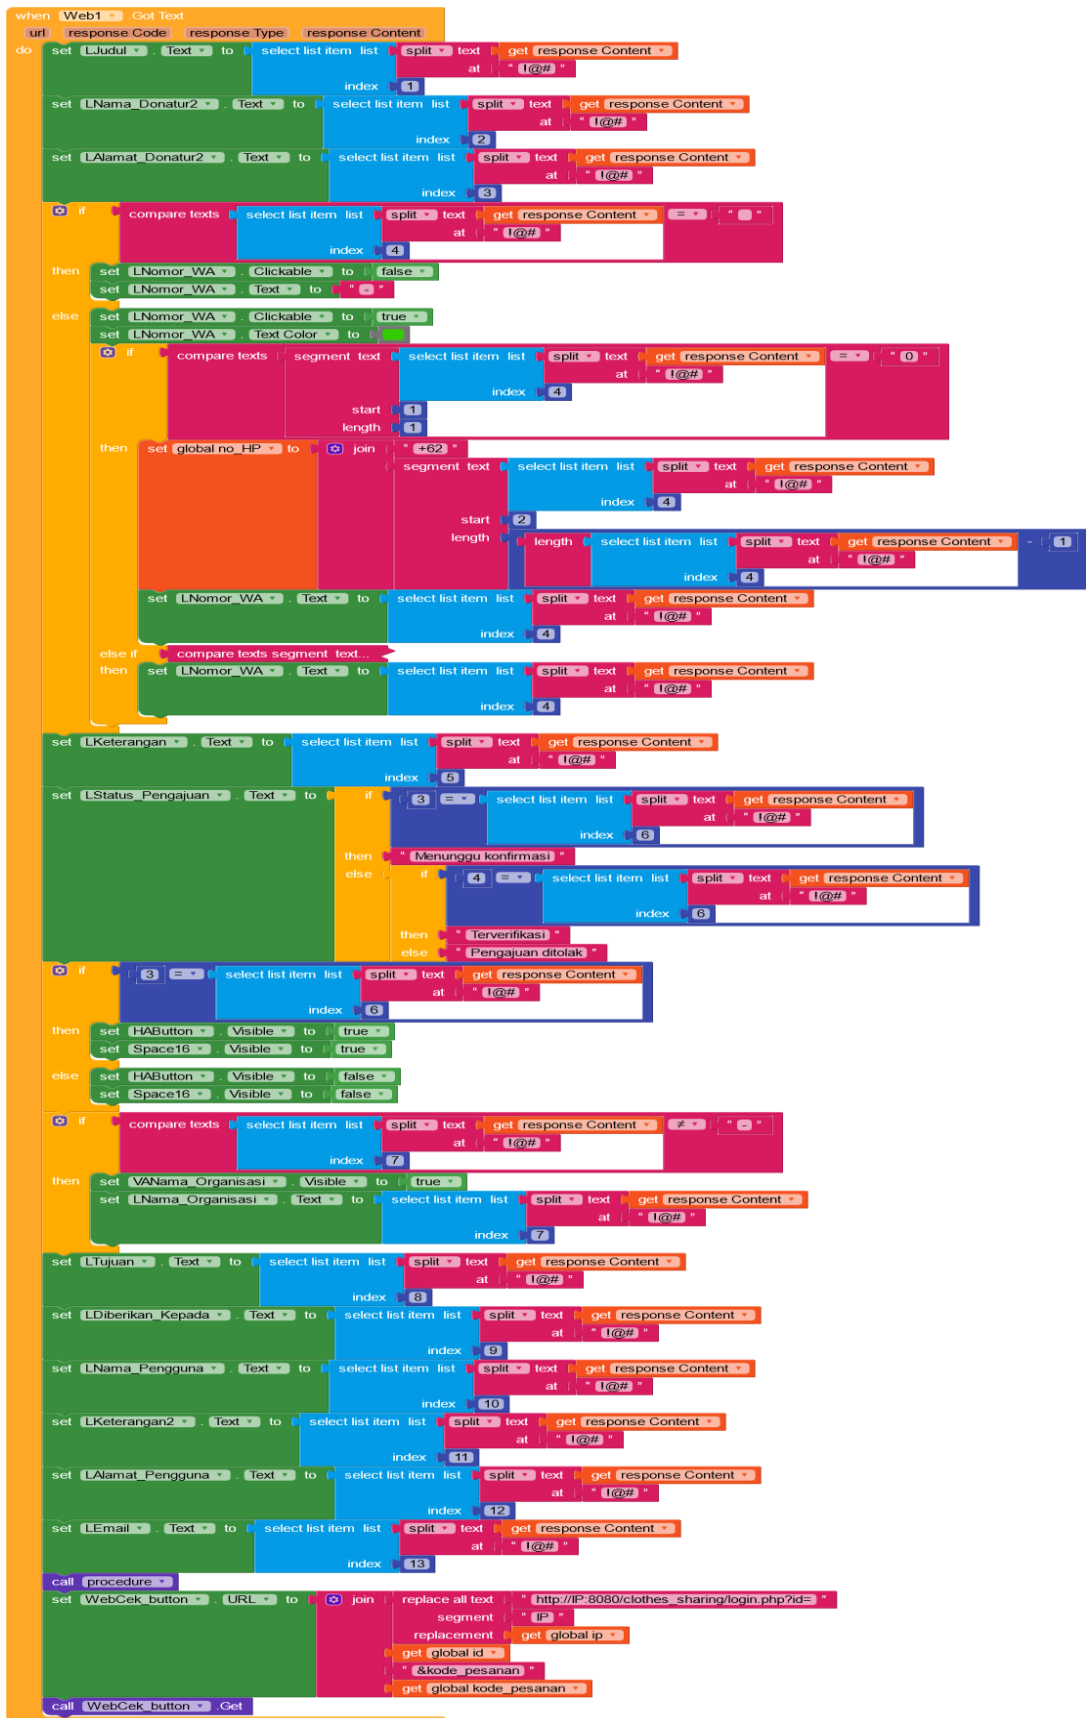 when Web1 .Got Text
url response Code response Type response Content
do set LJudul . Text to select list item list split text get response Content
at " !@# "
index 1
set LNama_Donatur2 . Text to select list item list split text get response Content
at " !@# "
index 2
set LAlamat_Donatur2 . Text to select list item list split text get response Content
at " !@# "
index 3
if compare texts select list item list split text get response Content = " "
at " !@# "
index 4
then set LNomor_WA . Clickable to false
set LNomor_WA . Text to " - "
else set LNomor_WA . Clickable to true
set LNomor_WA . Text Color to
if compare texts segment text select list item list split text get response Content = " 0 "
at " !@# "
index 4
start 1
length 1
then set global no_HP to join " +62 "
segment text select list item list split text get response Content
at " !@# "
index 4
start 2
length length select list item list split text get response Content - 1
at " !@# "
index 4
set LNomor_WA . Text to select list item list split text get response Content
at " !@# "
index 4
else if compare texts segment text...
then set LNomor_WA . Text to select list item list split text get response Content
at " !@# "
index 4
set LKeterangan . Text to select list item list split text get response Content
at " !@# "
index 5
set LStatus_Pengajuan . Text to if 3 = select list item list split text get response Content
at " !@# "
index 6
then " Menunggu konfirmasi "
else if 4 = select list item list split text get response Content
at " !@# "
index 6
then " Terverifikasi "
else " Pengajuan ditolak "
if 3 = select list item list split text get response Content
at " !@# "
index 6
then set HAButton . Visible to true
set Space16 . Visible to true
else set HAButton . Visible to false
set Space16 . Visible to false
if compare texts select list item list split text get response Content ≠ " - "
at " !@# "
index 7
then set VANama_Organisasi . Visible to true
set LNama_Organisasi . Text to select list item list split text get response Content
at " !@# "
index 7
set LTujuan . Text to select list item list split text get response Content
at " !@# "
index 8
set LDiberikan_Kepada . Text to select list item list split text get response Content
at " !@# "
index 9
set LNama_Pengguna . Text to select list item list split text get response Content
at " !@# "
index 10
set LKeterangan2 . Text to select list item list split text get response Content
at " !@# "
index 11
set LAlamat_Pengguna . Text to select list item list split text get response Content
at " !@# "
index 12
set LEmail . Text to select list item list split text get response Content
at " !@# "
index 13
call procedure
set WebCek_button . URL to join replace all text " http://IP:8080/clothes_sharing/login.php?id= "
segment " IP "
replacement get global ip
get global id
" &kode_pesanan "
get global kode_pesanan
call WebCek_button .Get